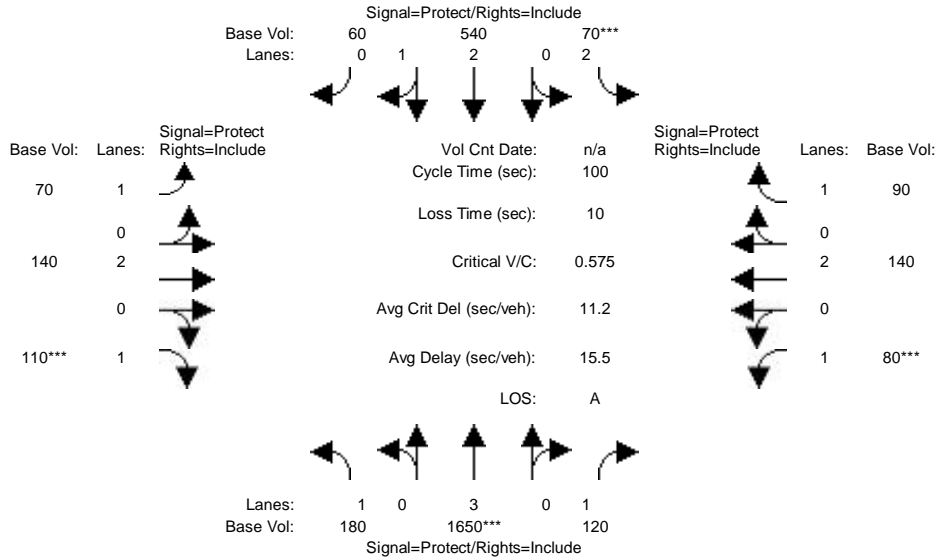 Signal=Protect/Rights=Include
Base Vol: 60 540 70***
Lanes: 0 1 2 0 2
Signal=Protect
Base Vol: Lanes: Rights=Include
Vol Cnt Date: n/a
Signal=Protect
Rights=Include Lanes: Base Vol:
Cycle Time (sec): 100
70 1
1 90
Loss Time (sec): 10
0
0
140 2
Critical V/C: 0.575
2 140
0
Avg Crit Del (sec/veh): 11.2
0
110*** 1
Avg Delay (sec/veh): 15.5
1 80***
LOS: A
Lanes: 1 0 3 0 1
Base Vol: 180 1650*** 120
Signal=Protect/Rights=Include